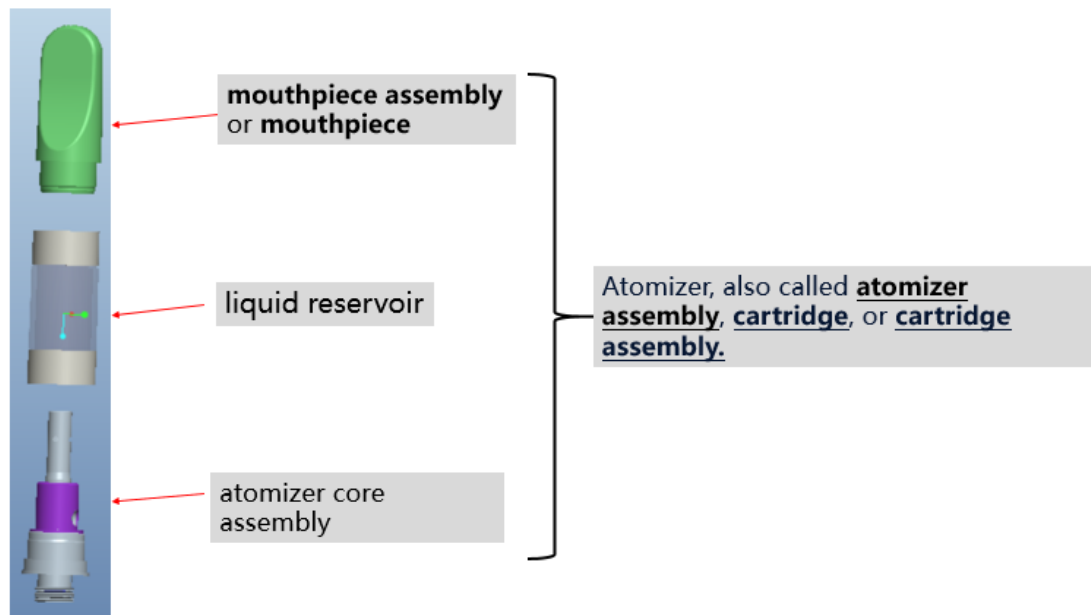 mouthpiece assembly
or mouthpiece
liquid reservoir
Atomizer, also called atomizer
assembly, cartridge, or cartridge
assembly.
atomizer core
assembly